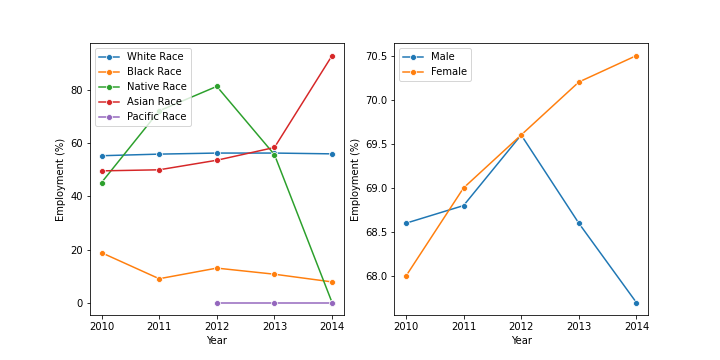 White Race
Black Race
Native Race
Asian Race
Pacific Race
Employment (%)
80
60
40
20
0
2010 2011 2012 2013 2014
Year
Male
Female
Employment (%)
70.5
70.0
69.5
69.0
68.5
68.0
2010 2011 2012 2013 2014
Year